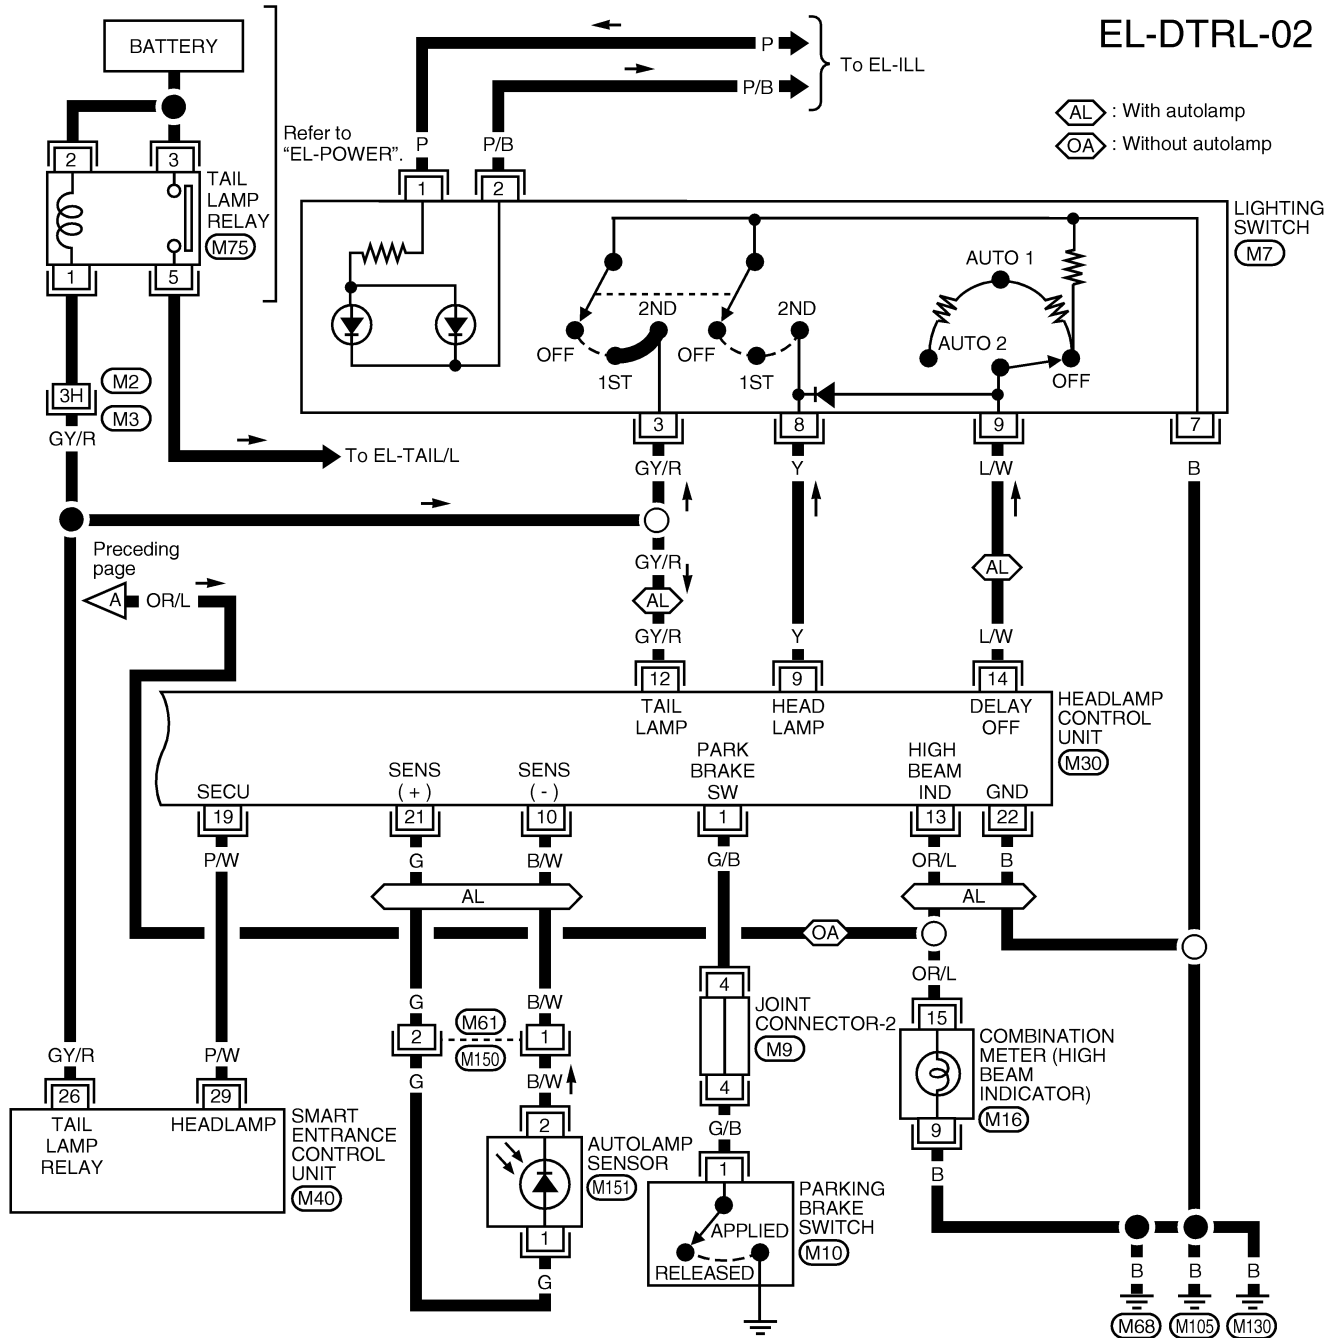 EL-DTRL-02
BATTERY
Refer to
“EL-POWER”.
P
P/B
To EL-ILL
AL : With autolamp
OA : Without autolamp
P
P/B
2
3
1
2
TAIL
LAMP
RELAY
M75
1
5
LIGHTING
SWITCH
M7
OFF
1ST
2ND
OFF
1ST
2ND
AUTO 1
AUTO 2
OFF
3H
M2
M3
GY/R
To EL-TAIL/L
3
8
9
7
GY/R
Y
L/W
B
Preceding
page
A
OR/L
GY/R
AL
AL
GY/R
Y
L/W
12
9
14
TAIL
LAMP
HEAD
LAMP
DELAY
OFF
HEADLAMP
CONTROL
UNIT
M30
SECU
SENS
( + )
SENS
( - )
PARK
BRAKE
SW
HIGH
BEAM
IND
GND
19
21
10
1
13
22
P/W
G
B/W
G/B
OR/L
B
AL
AL
OA
OR/L
G
B/W
2
M61
M150
1
G
B/W
4
JOINT
CONNECTOR-2
M9
4
G/B
15
COMBINATION
METER (HIGH
BEAM
INDICATOR)
M16
9
B
GY/R
P/W
26
29
TAIL
LAMP
RELAY
HEADLAMP
SMART
ENTRANCE
CONTROL
UNIT
M40
2
AUTOLAMP
SENSOR
M151
1
G
1
APPLIED
RELEASED
PARKING
BRAKE
SWITCH
M10
B
B
B
M68
M105
M130